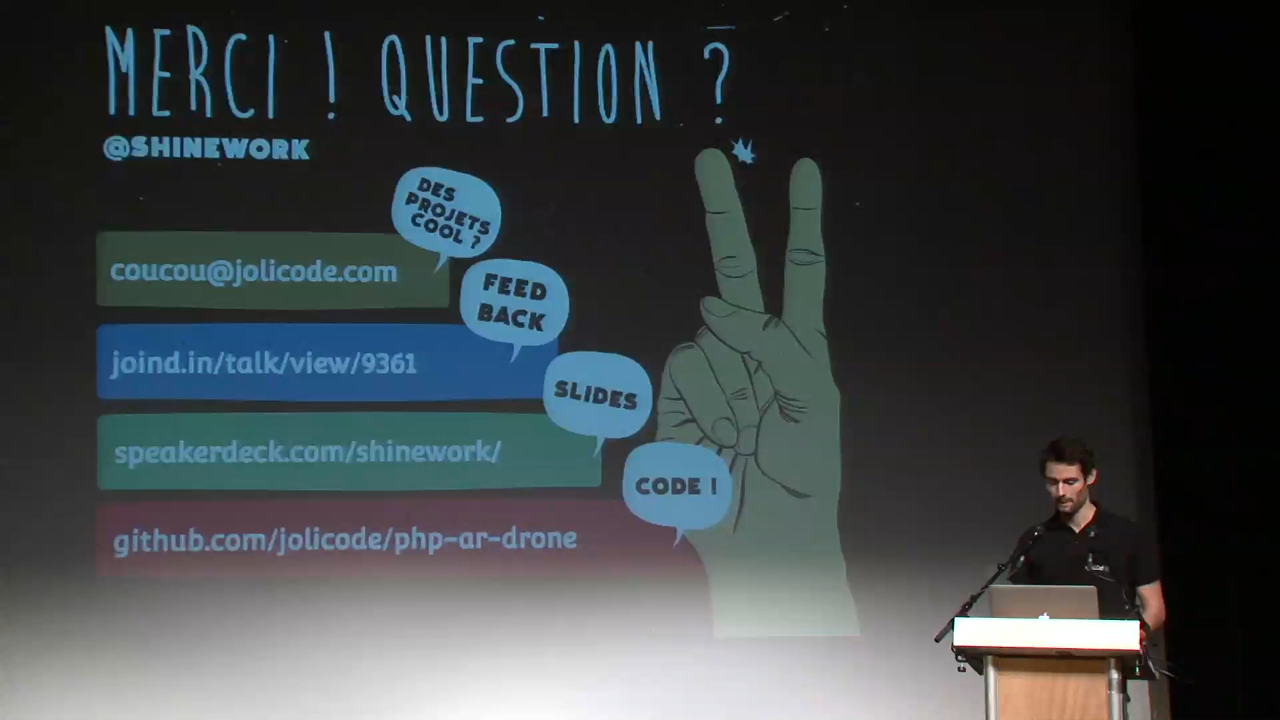 MERCI ! QUESTION ?
@SHINEWORK
DES
PROJETS
COOL ?
coucou@jolicode.com
FEED
BACK
joind.in/talk/view/9361
SLIDES
speakerdeck.com/shinework/
CODE !
github.com/jolicode/php-ar-drone